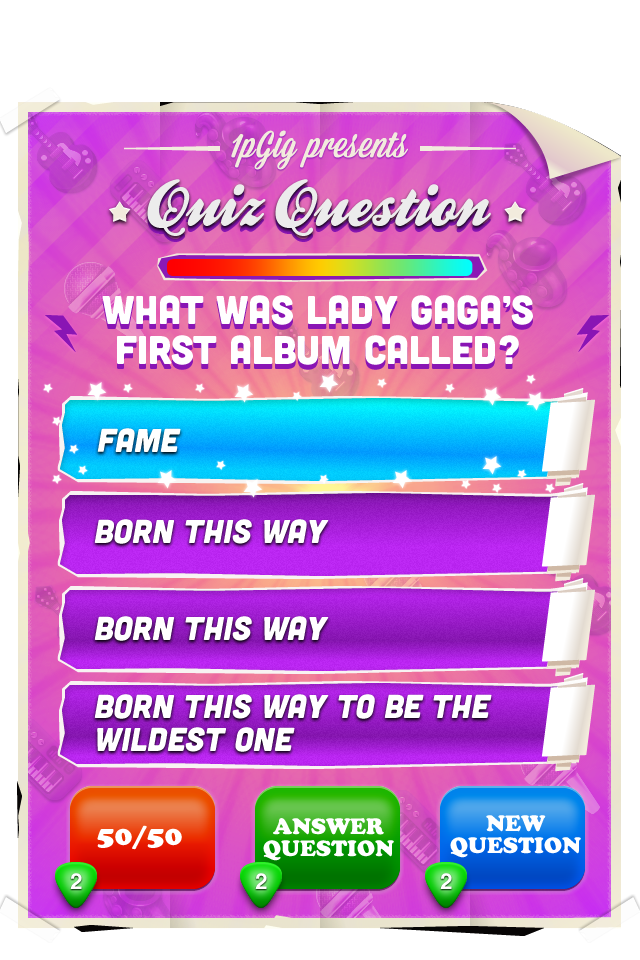 1pGig presents
Quiz Question
WHAT WAS LADY GAGA'S
FIRST ALBUM CALLED?
FAME
BORN THIS WAY
BORN THIS WAY
BORN THIS WAY TO BE THE
WILDEST ONE
50/50
2
ANSWER
QUESTION
2
NEW
QUESTION
2